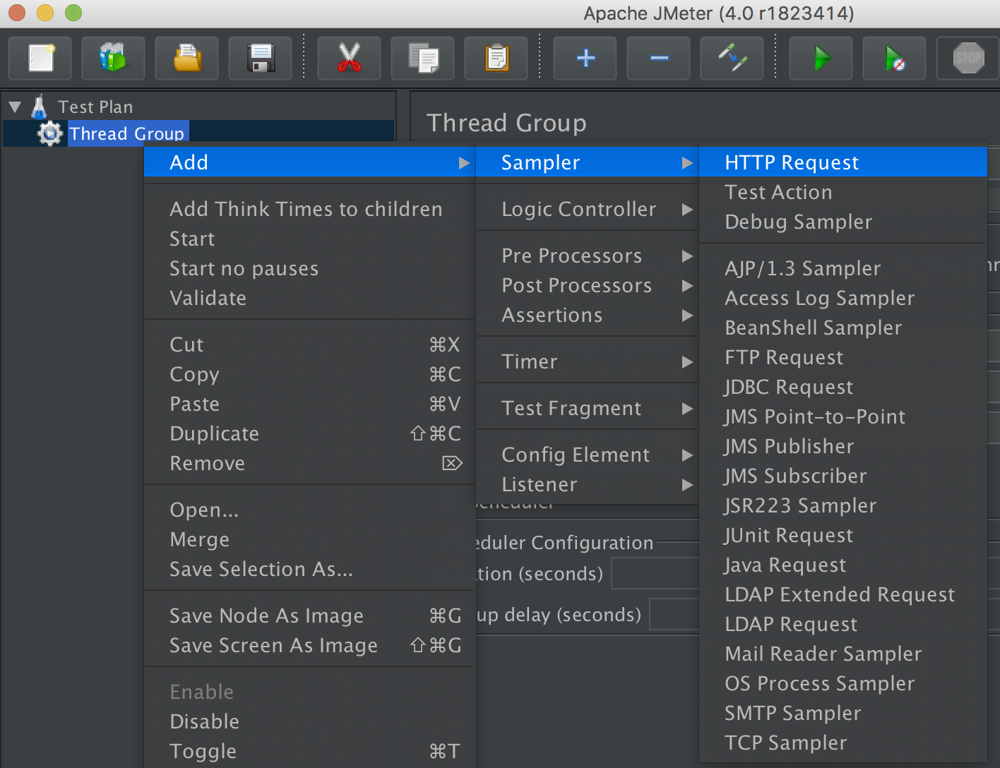 Apache JMeter (4.0 r1823414)
STOP
Test Plan
Thread Group
Thread Group
Add
Add Think Times to children
Start
Start no pauses
Validate
Cut ⌘X
Copy ⌘C
Paste ⌘V
Duplicate ⇧⌘C
Remove ⌦
Open...
Merge
Save Selection As...
Save Node As Image ⌘G
Save Screen As Image ⇧⌘G
Enable
Disable
Toggle ⌘T
Sampler
Logic Controller
Pre Processors
Post Processors
Assertions
Timer
Test Fragment
Config Element
Listener
HTTP Request
Test Action
Debug Sampler
AJP/1.3 Sampler
Access Log Sampler
BeanShell Sampler
FTP Request
JDBC Request
JMS Point-to-Point
JMS Publisher
JMS Subscriber
JSR223 Sampler
JUnit Request
Java Request
LDAP Extended Request
LDAP Request
Mail Reader Sampler
OS Process Sampler
SMTP Sampler
TCP Sampler
eduler Configuration
tion (seconds)
up delay (seconds)